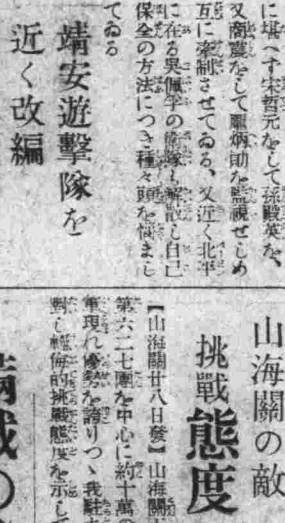 に堪へす宋哲元をして孫殿英を、
又商震をして龐炳勛を監視せしめ
互に牽制させてゐる、又近く北平
に在る吳佩孚の衛隊も解散し自己
保全の方法につき種々頭を惱まし
てゐる
靖安遊擊隊を
近く改編
山海關の敵
挑戰態度
【山海關廿八日發】山海關
第六二七團を中心に約十萬の
軍現れ優勢を誇りつゝ我駐
對し輕侮的挑戰態度を示して